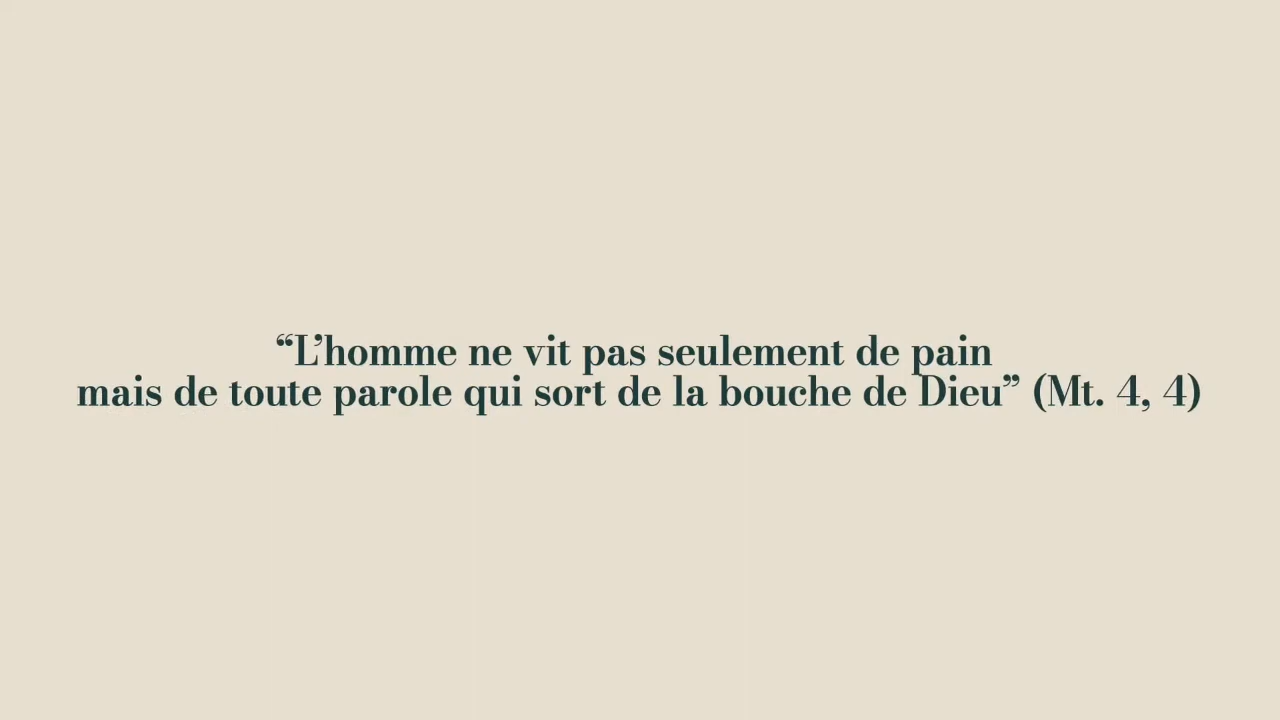 “L’homme ne vit pas seulement de pain
mais de toute parole qui sort de la bouche de Dieu” (Mt. 4, 4)